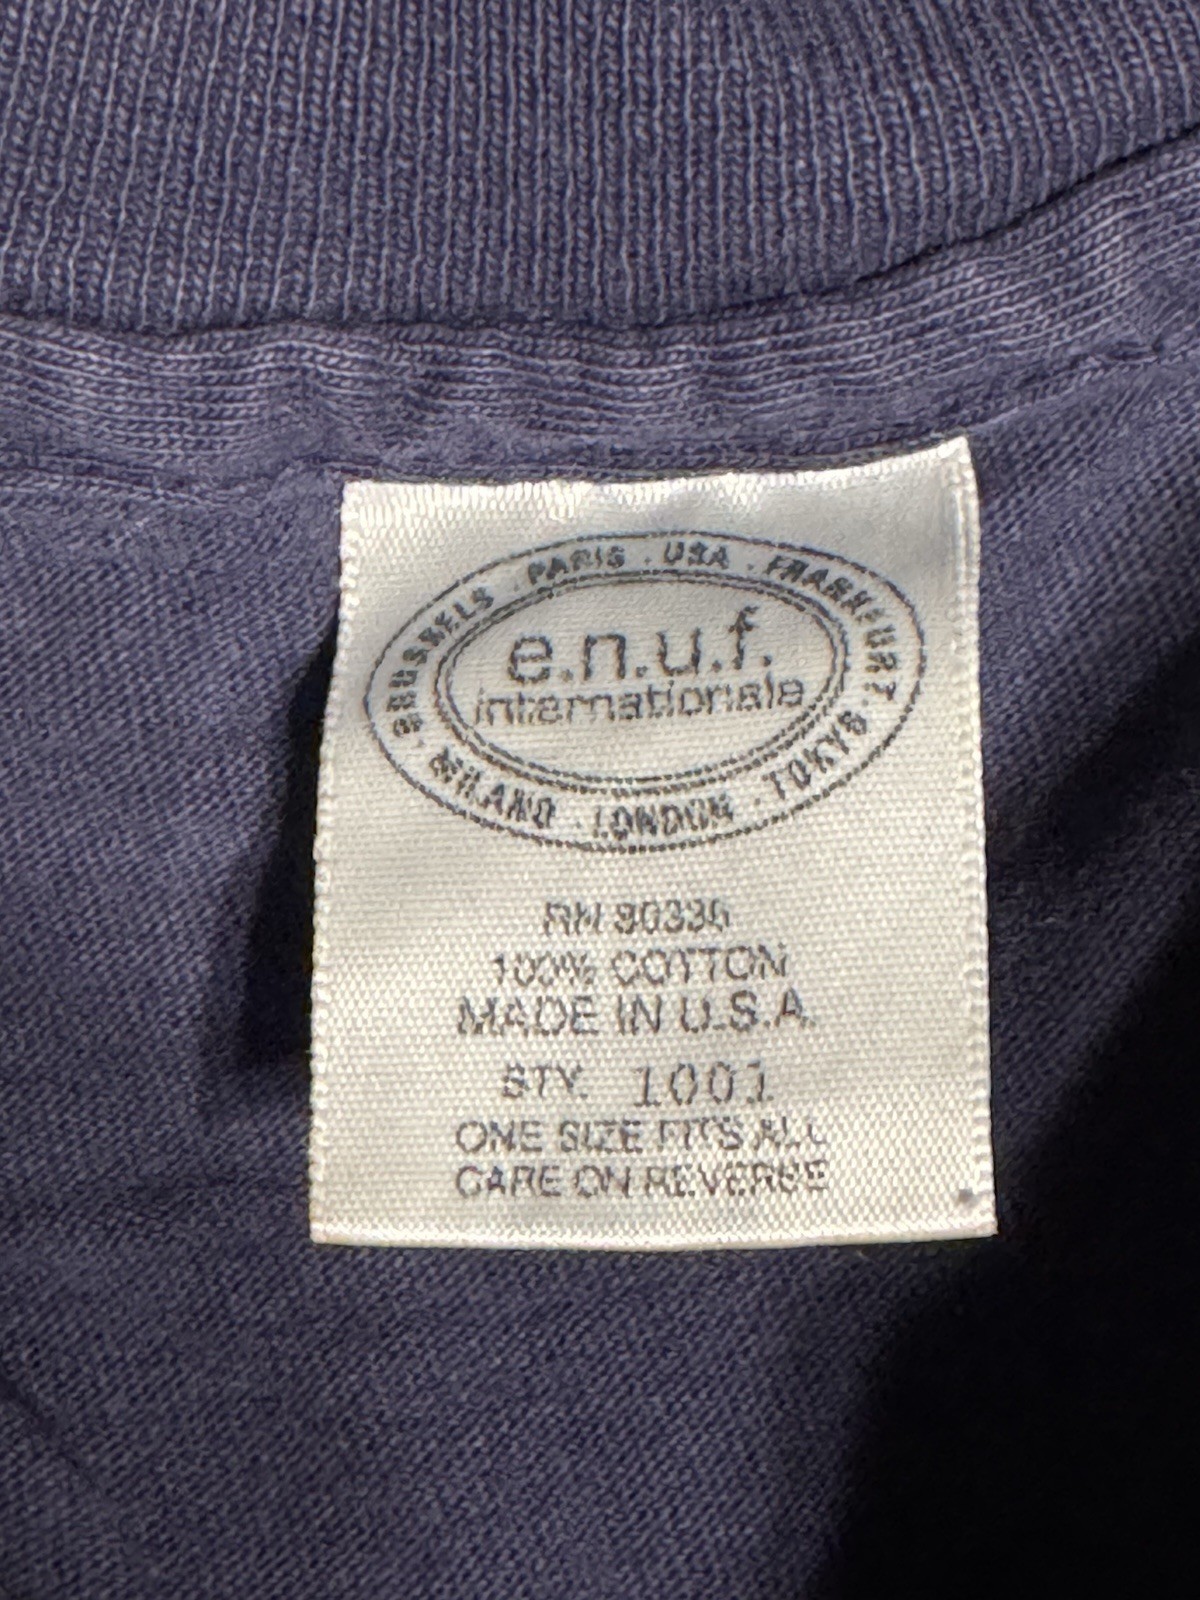 BRUSSELS . PARIS . USA . FRANKFURT .
e.n.u.f.
internationale
MILANO . LONDON . TOKYO
RN 90335
100% COTTON
MADE IN U.S.A.
STY. 1001
ONE SIZE FITS ALL
CARE ON REVERSE